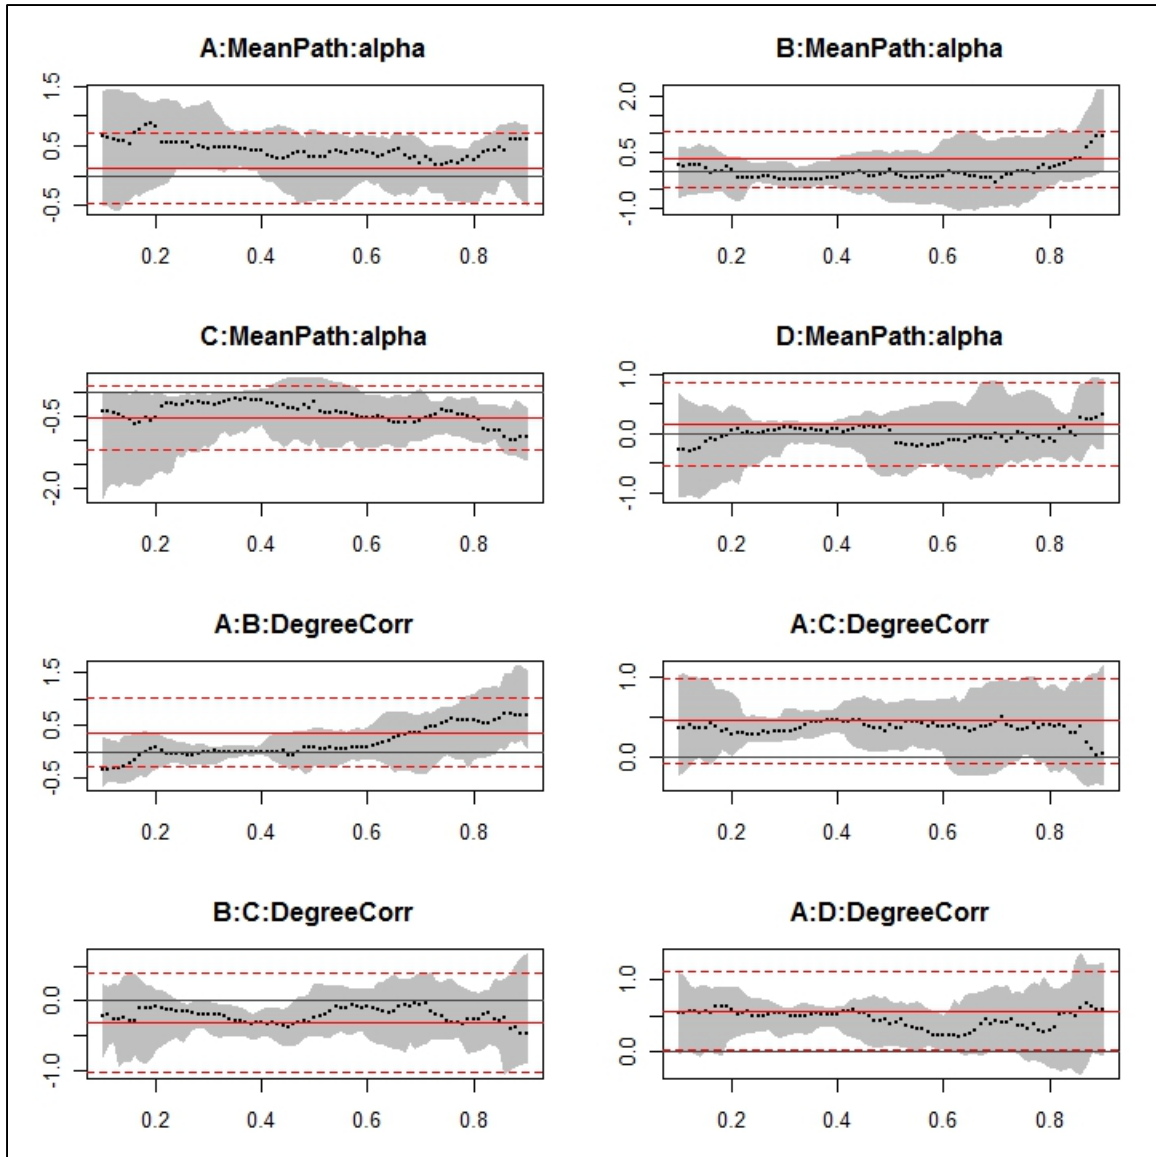 A:MeanPath:alpha
B:MeanPath:alpha
1.5
0.5
-0.5
0.2 0.4 0.6 0.8
2.0
0.5
-1.0
0.2 0.4 0.6 0.8
C:MeanPath:alpha
D:MeanPath:alpha
-0.5
-2.0
0.2 0.4 0.6 0.8
1.0
0.0
-1.0
0.2 0.4 0.6 0.8
A:B:DegreeCorr
A:C:DegreeCorr
1.5
0.5
-0.5
0.2 0.4 0.6 0.8
1.0
0.0
0.2 0.4 0.6 0.8
B:C:DegreeCorr
A:D:DegreeCorr
0.0
-1.0
0.2 0.4 0.6 0.8
1.0
0.0
0.2 0.4 0.6 0.8